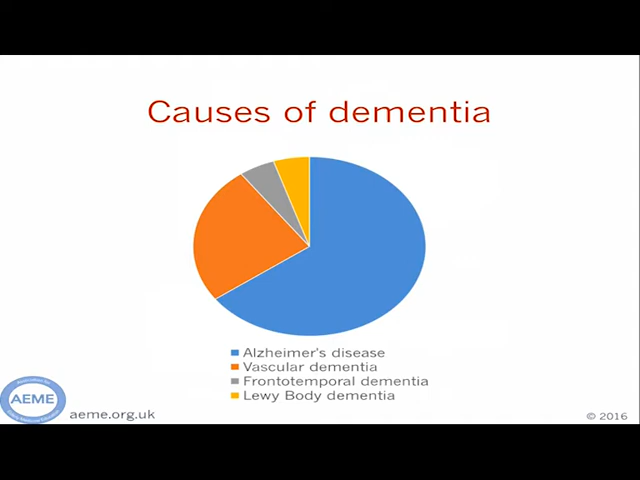 Causes of dementia
Alzheimer's disease
Vascular dementia
Frontotemporal dementia
Lewy Body dementia
AEME
aeme.org.uk
© 2016